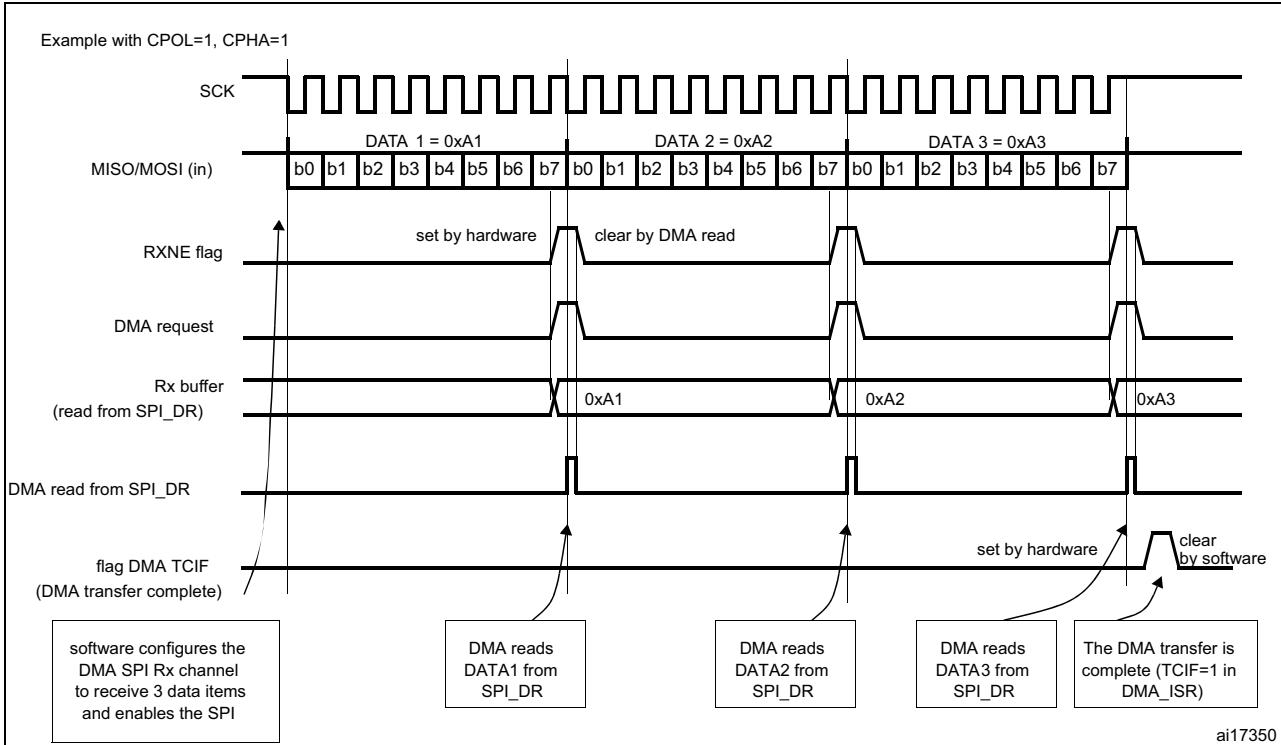 Example with CPOL=1, CPHA=1
SCK
DATA 1 = 0xA1
DATA 2 = 0xA2
DATA 3 = 0xA3
MISO/MOSI (in)
b0 b1 b2 b3 b4 b5 b6 b7 b0 b1 b2 b3 b4 b5 b6 b7 b0 b1 b2 b3 b4 b5 b6 b7
set by hardware
clear by DMA read
RXNE flag
DMA request
Rx buffer
(read from SPI_DR)
0xA1
0xA2
0xA3
DMA read from SPI_DR
flag DMA TCIF
(DMA transfer complete)
set by hardware
clear
by software
software configures the
DMA SPI Rx channel
to receive 3 data items
and enables the SPI
DMA reads
DATA1 from
SPI_DR
DMA reads
DATA2 from
SPI_DR
DMA reads
DATA3 from
SPI_DR
The DMA transfer is
complete (TCIF=1 in
DMA_ISR)
ai17350